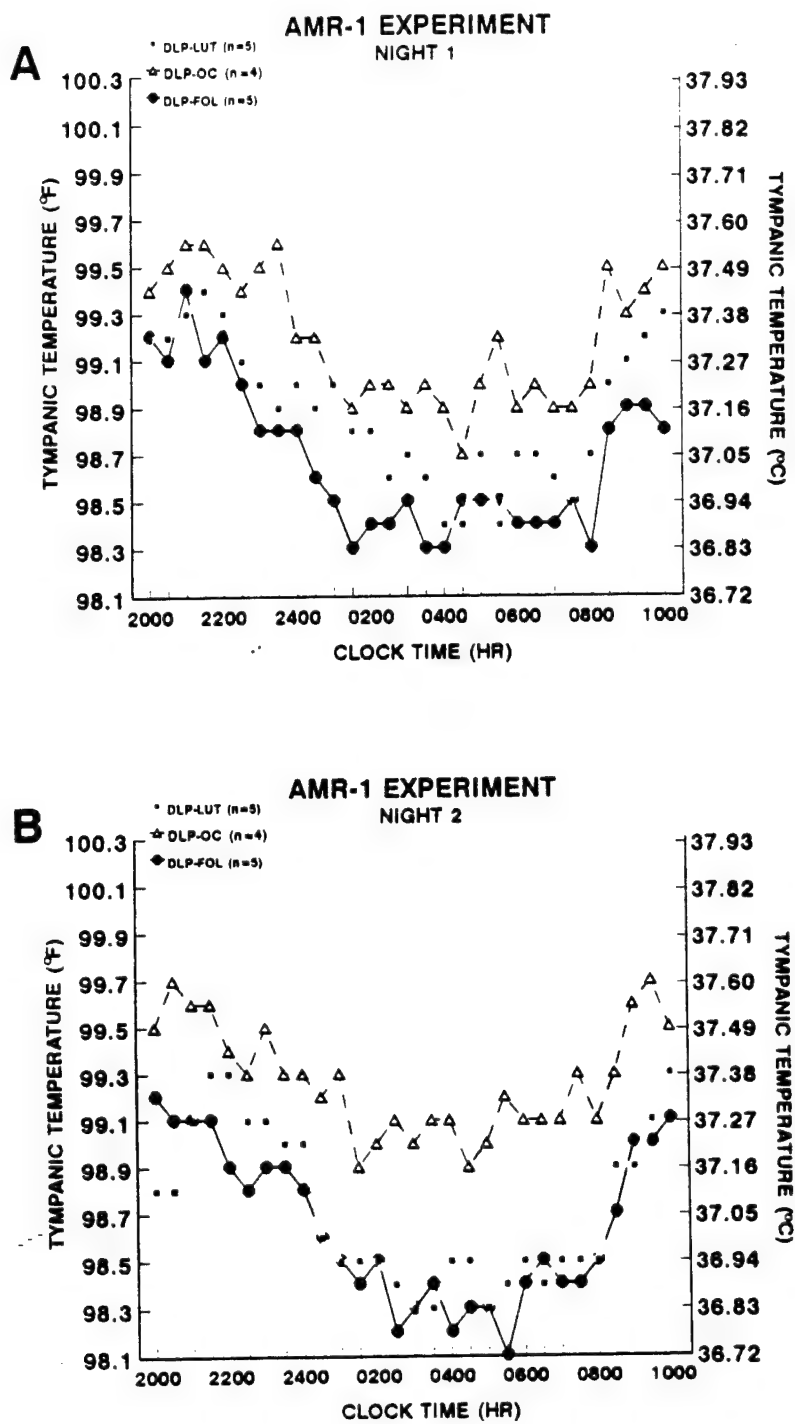 A
AMR-1 EXPERIMENT
NIGHT 1
DLP-LUT (n=5)
DLP-OC (n=4)
DLP-FOL (n=5)
TYMPANIC TEMPERATURE (°F)
100.3
100.1
99.9
99.7
99.5
99.3
99.1
98.9
98.7
98.5
98.3
98.1
37.93
37.82
37.71
37.60
37.49
37.38
37.27
37.16
37.05
36.94
36.83
36.72
TYMPANIC TEMPERATURE (°C)
2000 2200 2400 0200 0400 0600 0800 1000
CLOCK TIME (HR)
B
AMR-1 EXPERIMENT
NIGHT 2
DLP-LUT (n=5)
DLP-OC (n=4)
DLP-FOL (n=5)
TYMPANIC TEMPERATURE (°F)
100.3
100.1
99.9
99.7
99.5
99.3
99.1
98.9
98.7
98.5
98.3
98.1
37.93
37.82
37.71
37.60
37.49
37.38
37.27
37.16
37.05
36.94
36.83
36.72
TYMPANIC TEMPERATURE (°C)
2000 2200 2400 0200 0400 0600 0800 1000
CLOCK TIME (HR)